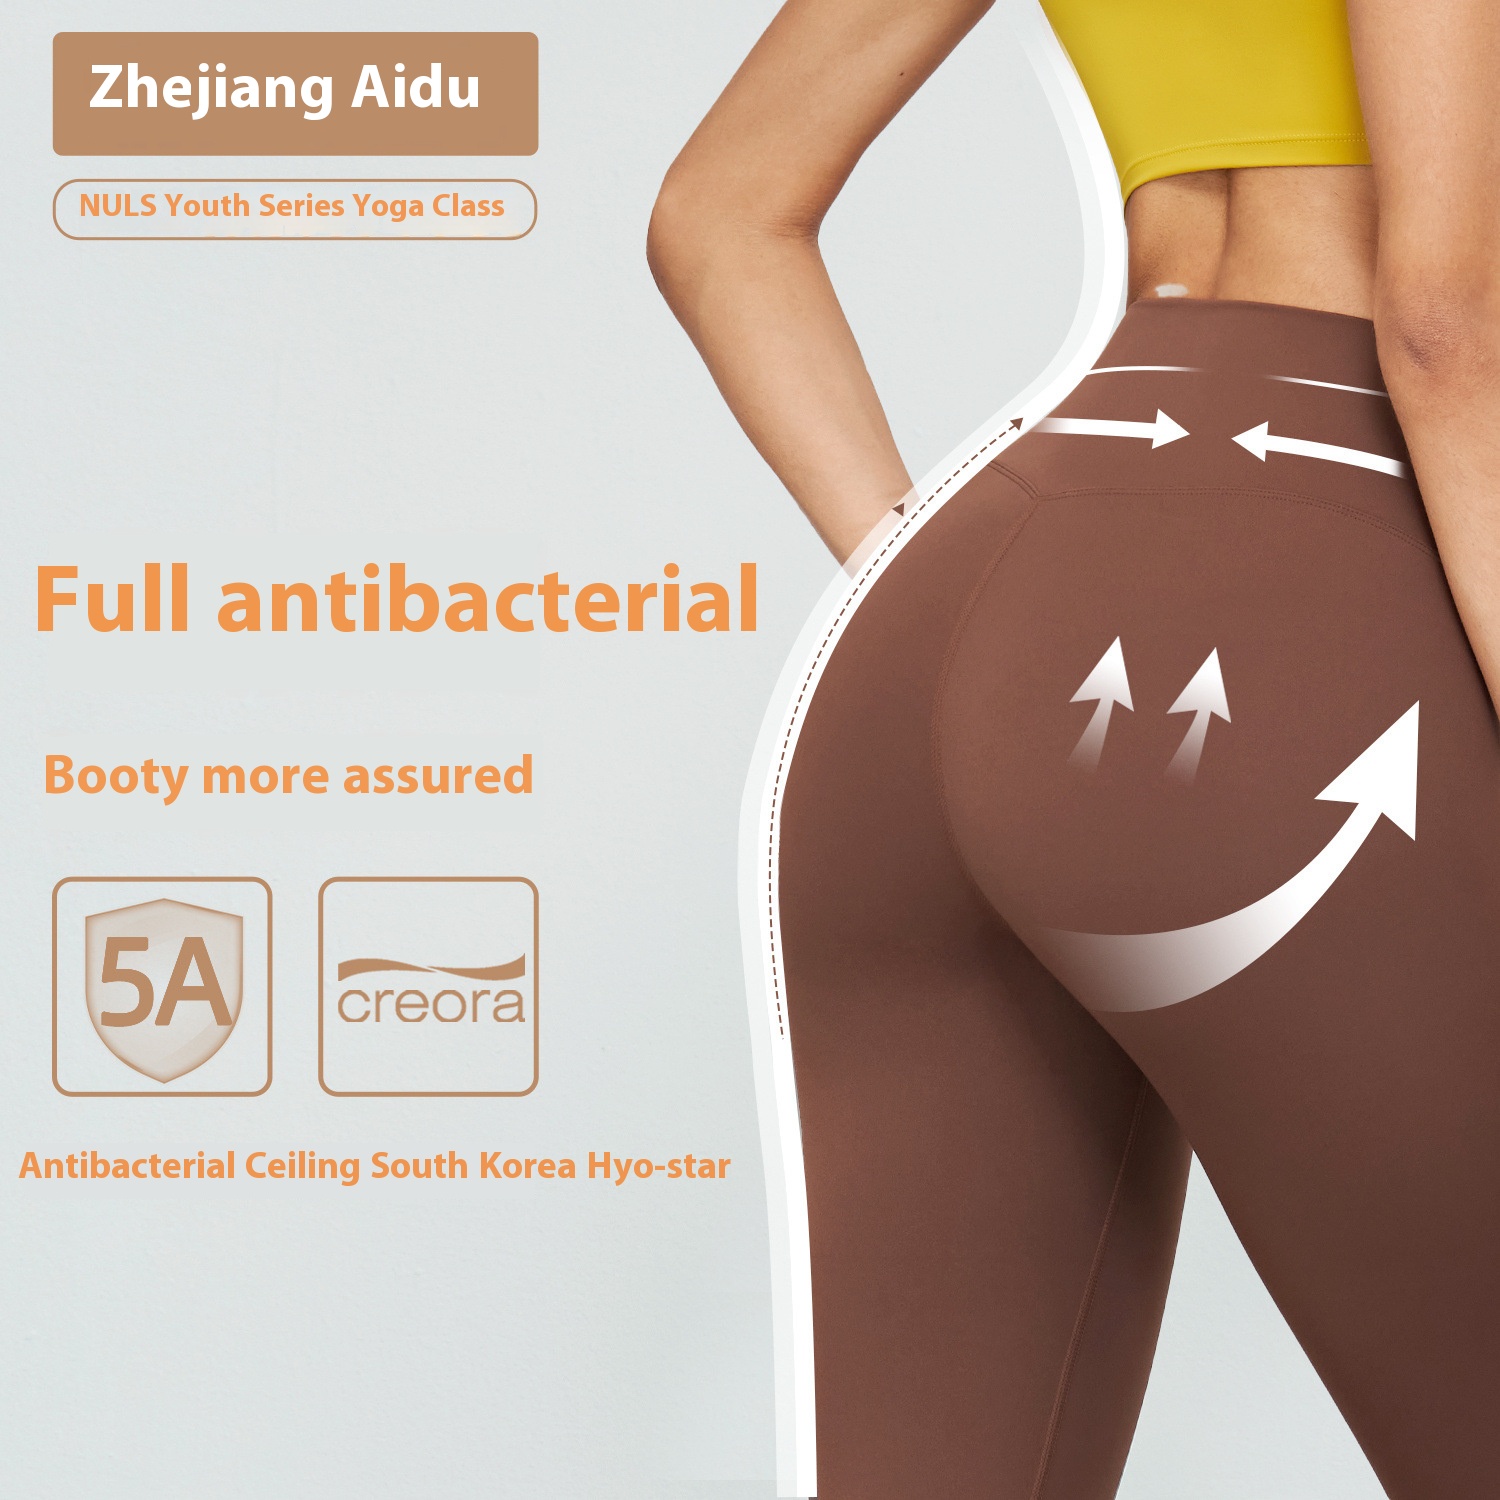 Zhejiang Aidu
NULS Youth Series Yoga Class
Full antibacterial
Booty more assured
5A
creora
Antibacterial Ceiling South Korea Hyo-star